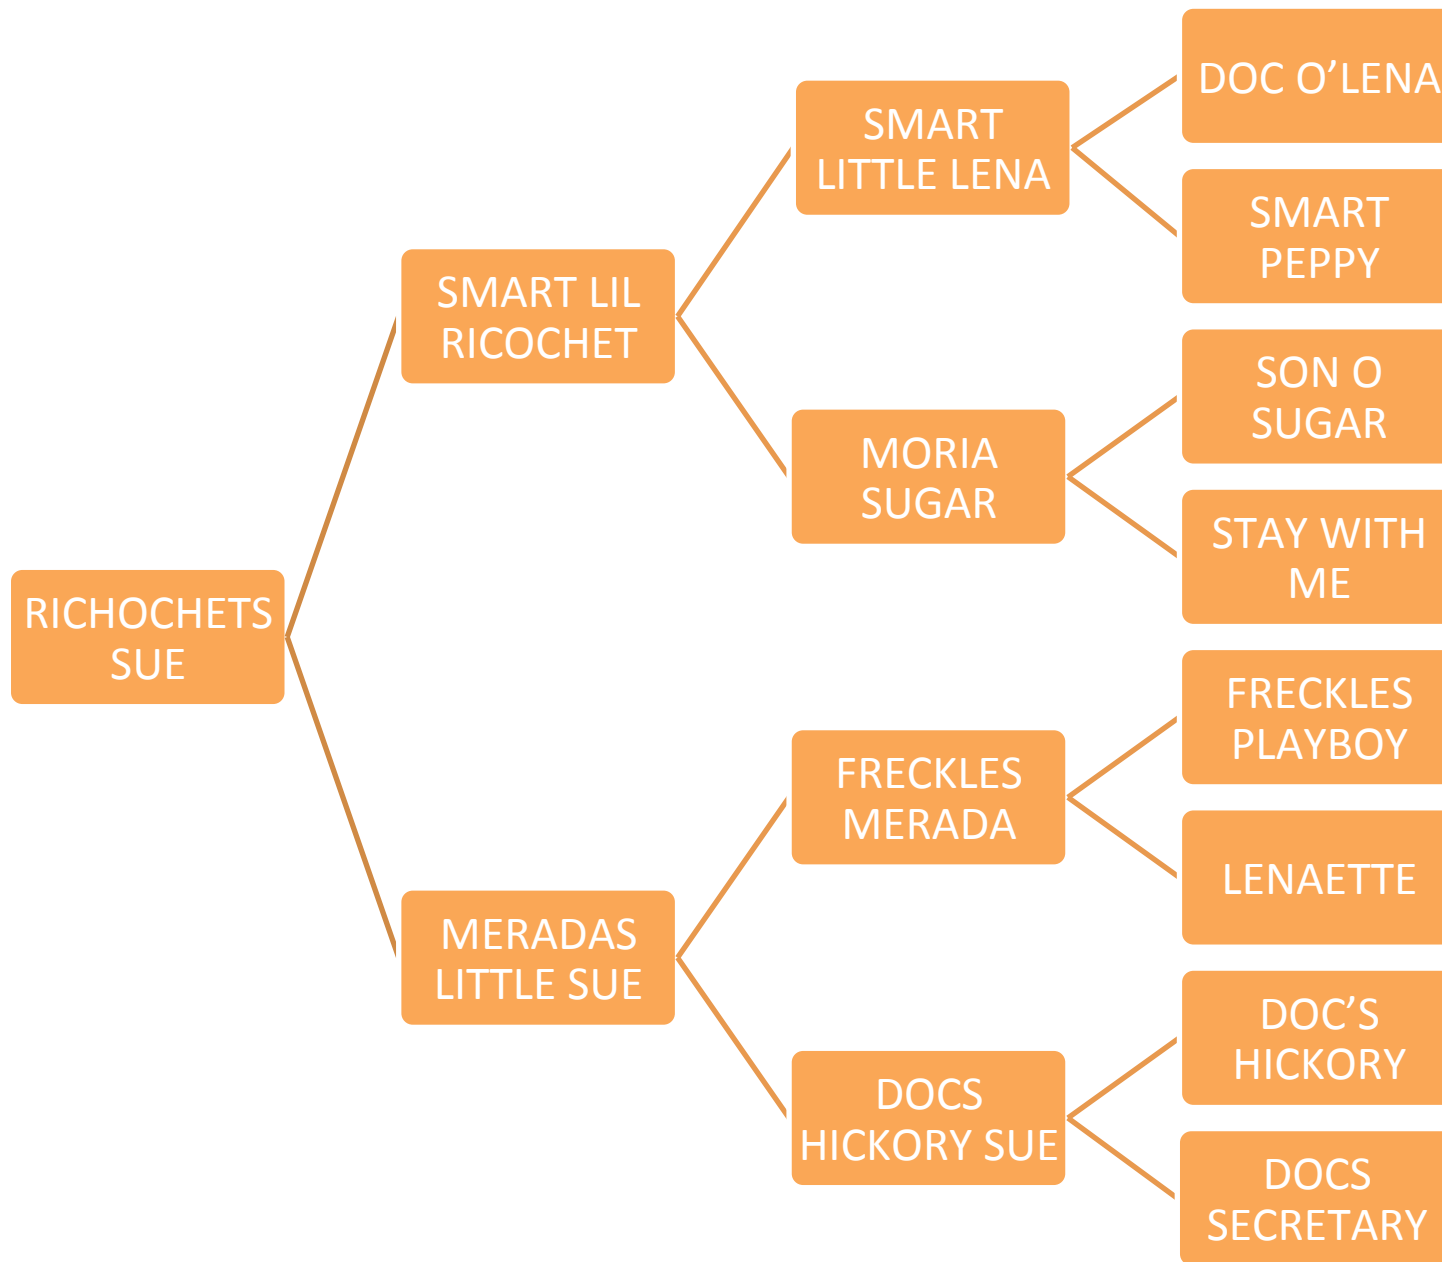 DOC O’LENA
SMART
LITTLE LENA
SMART
PEPPY
SMART LIL
RICOCHET
SON O
SUGAR
MORIA
SUGAR
STAY WITH
ME
RICHOCHETS
SUE
FRECKLES
PLAYBOY
FRECKLES
MERADA
LENAETTE
MERADAS
LITTLE SUE
DOC’S
HICKORY
DOCS
HICKORY SUE
DOCS
SECRETARY